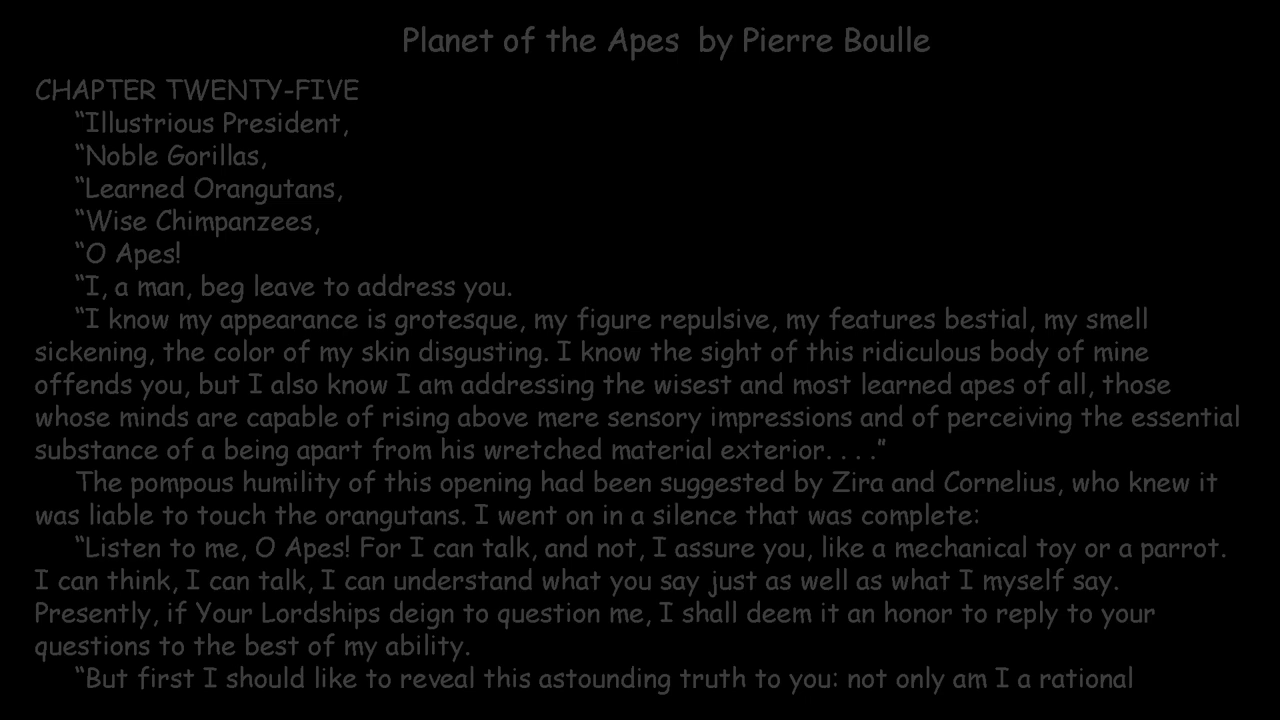 Planet of the Apes  by Pierre Boulle
CHAPTER TWENTY-FIVE
“Illustrious President,
“Noble Gorillas,
“Learned Orangutans,
“Wise Chimpanzees,
“O Apes!
“I, a man, beg leave to address you.
“I know my appearance is grotesque, my figure repulsive, my features bestial, my smell
sickening, the color of my skin disgusting. I know the sight of this ridiculous body of mine
offends you, but I also know I am addressing the wisest and most learned apes of all, those
whose minds are capable of rising above mere sensory impressions and of perceiving the essential
substance of a being apart from his wretched material exterior. . . .”
The pompous humility of this opening had been suggested by Zira and Cornelius, who knew it
was liable to touch the orangutans. I went on in a silence that was complete:
“Listen to me, O Apes! For I can talk, and not, I assure you, like a mechanical toy or a parrot.
I can think, I can talk, I can understand what you say just as well as what I myself say.
Presently, if Your Lordships deign to question me, I shall deem it an honor to reply to your
questions to the best of my ability.
“But first I should like to reveal this astounding truth to you: not only am I a rational